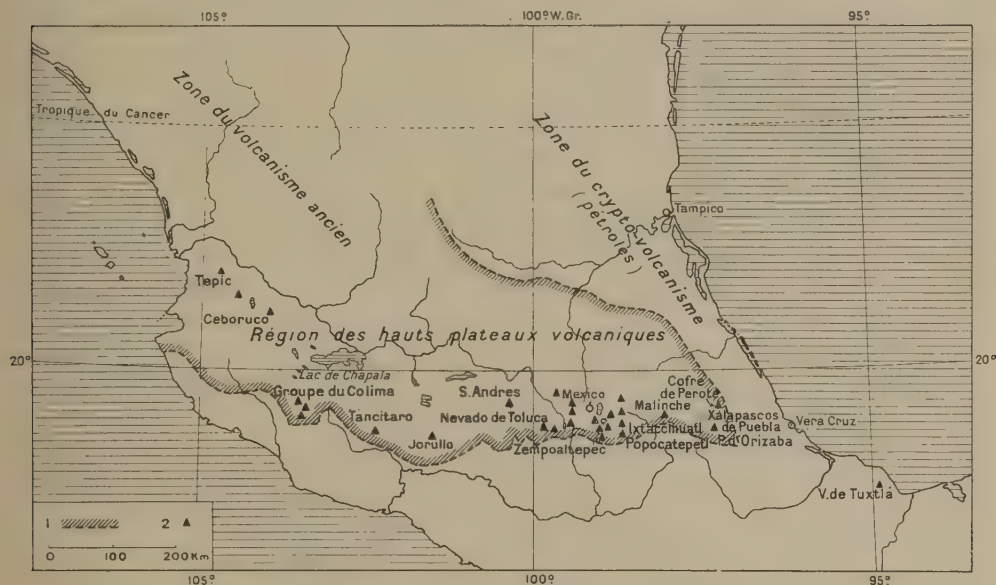 105°
100° W. Gr.
95°
Tropique du Cancer
Zone du volcanisme ancien
Zone du crypto-volcanisme
(pétroles)
Tampico
Tepic
Ceboruco
Région des hauts plateaux volcaniques
20°
20°
Lac de Chapala
Groupe du Colima
S. Andres
Mexico
Cofre
de Perote
Tancitaro
Nevado de Toluca
Malinche
Xalapascos
de Puebla
Vera Cruz
Jorullo
Ixtacchuatl
P. d'Orizaba
Zempoaltepec
Popocatepetl
V. de Tuxtla
1
2
0 100 200 Km
105°
100°
95°